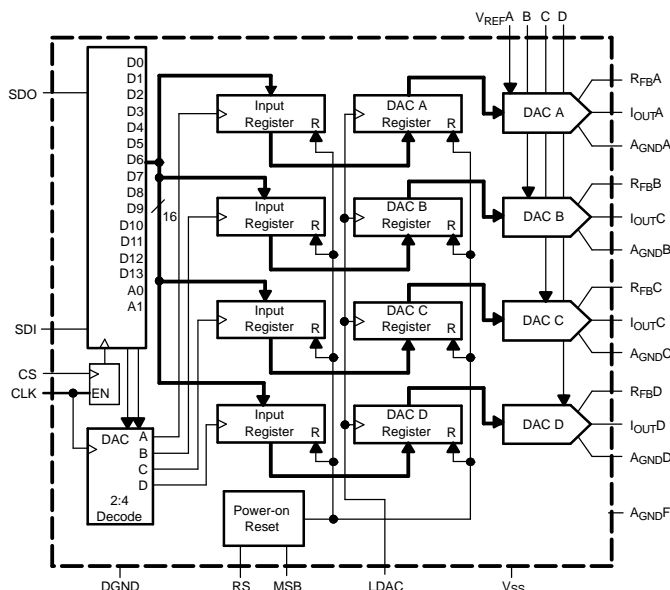 VREFA B C D
D0
D1
D2
D3
D4
D5
D6
D7
D8
D9
D10
D11
D12
D13
A0
A1
SDO
SDI
CS
CLK
EN
16
DAC
A
B
C
D
2:4
Decode
Input
Register
R
DAC A
Register
R
DAC A
RFBA
IOUTA
AGNDA
Input
Register
R
DAC B
Register
R
DAC B
RFBB
IOUTC
AGNDB
Input
Register
R
DAC C
Register
R
DAC C
RFBC
IOUTC
AGNDC
Input
Register
R
DAC D
Register
R
DAC D
RFBD
IOUTD
AGNDD
Power-on
Reset
AGNDF
DGND RS MSB LDAC VSS